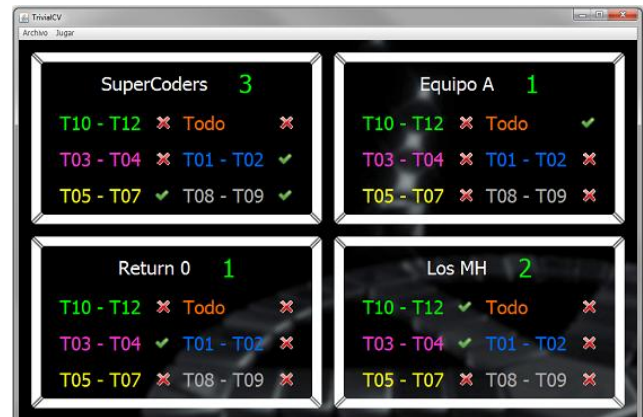 TrivialCV
Archivo Jugar
SuperCoders 3
T10 - T12 Todo
T03 - T04 T01 - T02
T05 - T07 T08 - T09
Equipo A 1
T10 - T12 Todo
T03 - T04 T01 - T02
T05 - T07 T08 - T09
Return 0 1
T10 - T12 Todo
T03 - T04 T01 - T02
T05 - T07 T08 - T09
Los MH 2
T10 - T12 Todo
T03 - T04 T01 - T02
T05 - T07 T08 - T09